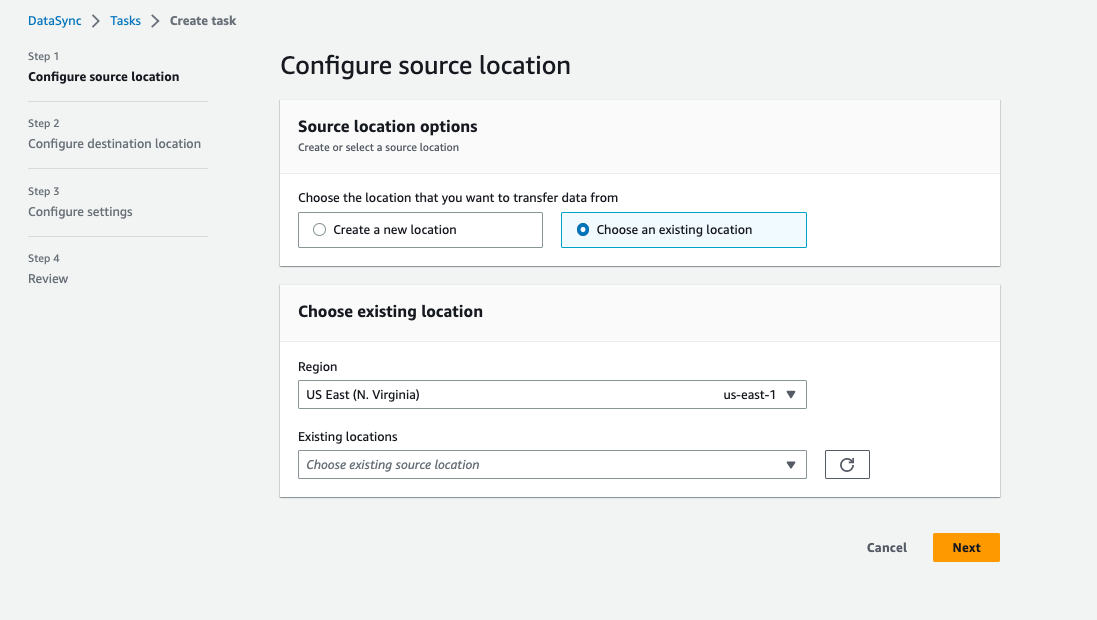 DataSync > Tasks > Create task
Step 1
Configure source location
Step 2
Configure destination location
Step 3
Configure settings
Step 4
Review
Configure source location
Source location options
Create or select a source location
Choose the location that you want to transfer data from
Create a new location
Choose an existing location
Choose existing location
Region
US East (N. Virginia) us-east-1
Existing locations
Choose existing source location
Cancel Next